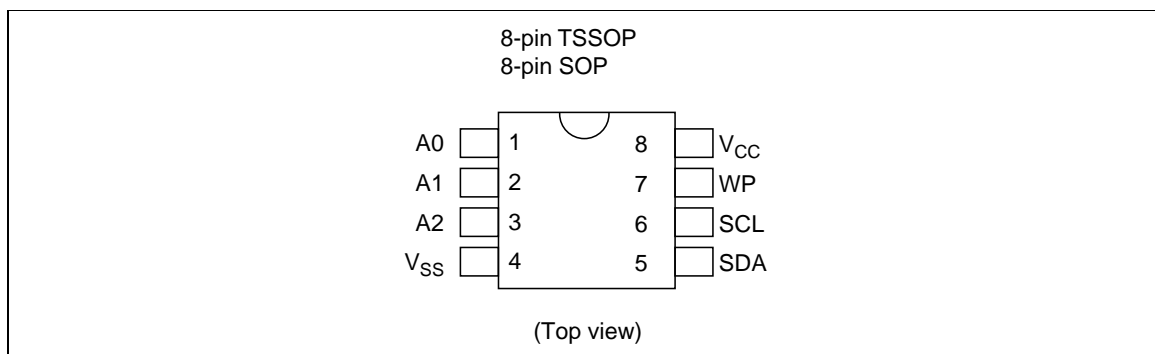 8-pin TSSOP
8-pin SOP
A0 1 8 VCC
A1 2 7 WP
A2 3 6 SCL
VSS 4 5 SDA
(Top view)